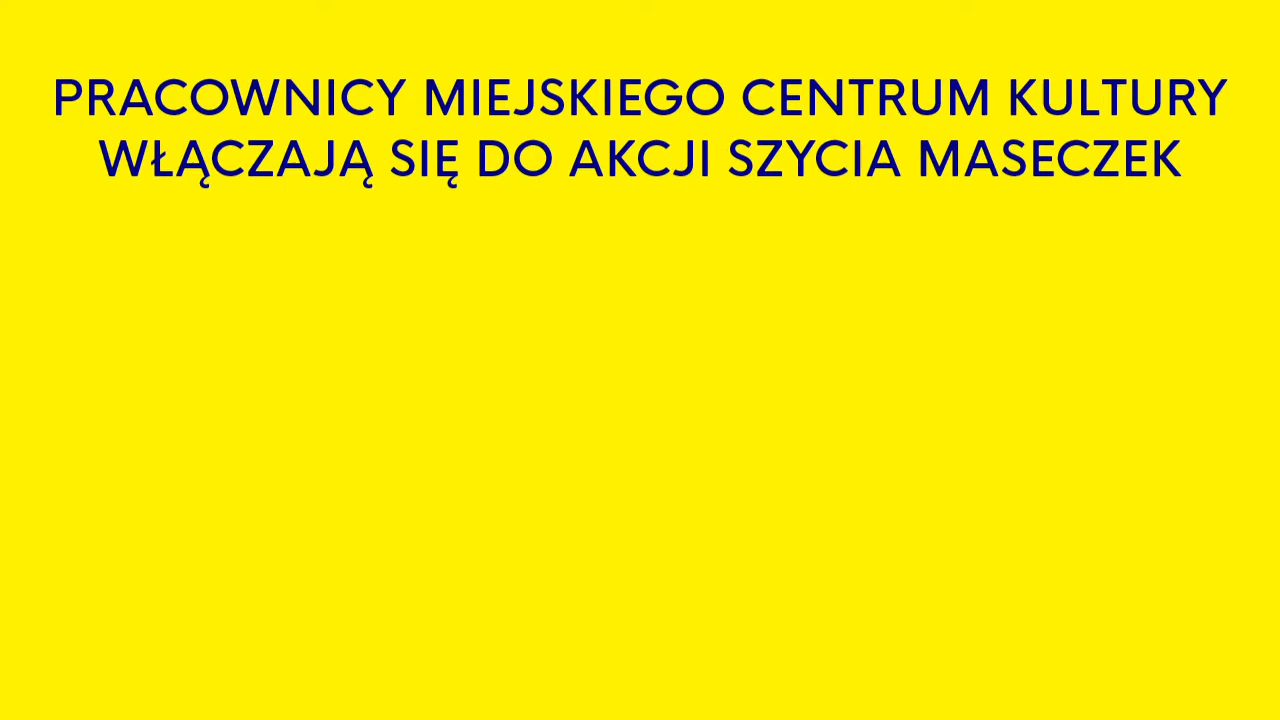 PRACOWNICY MIEJSKIEGO CENTRUM KULTURY
WŁĄCZAJĄ SIĘ DO AKCJI SZYCIA MASECZEK